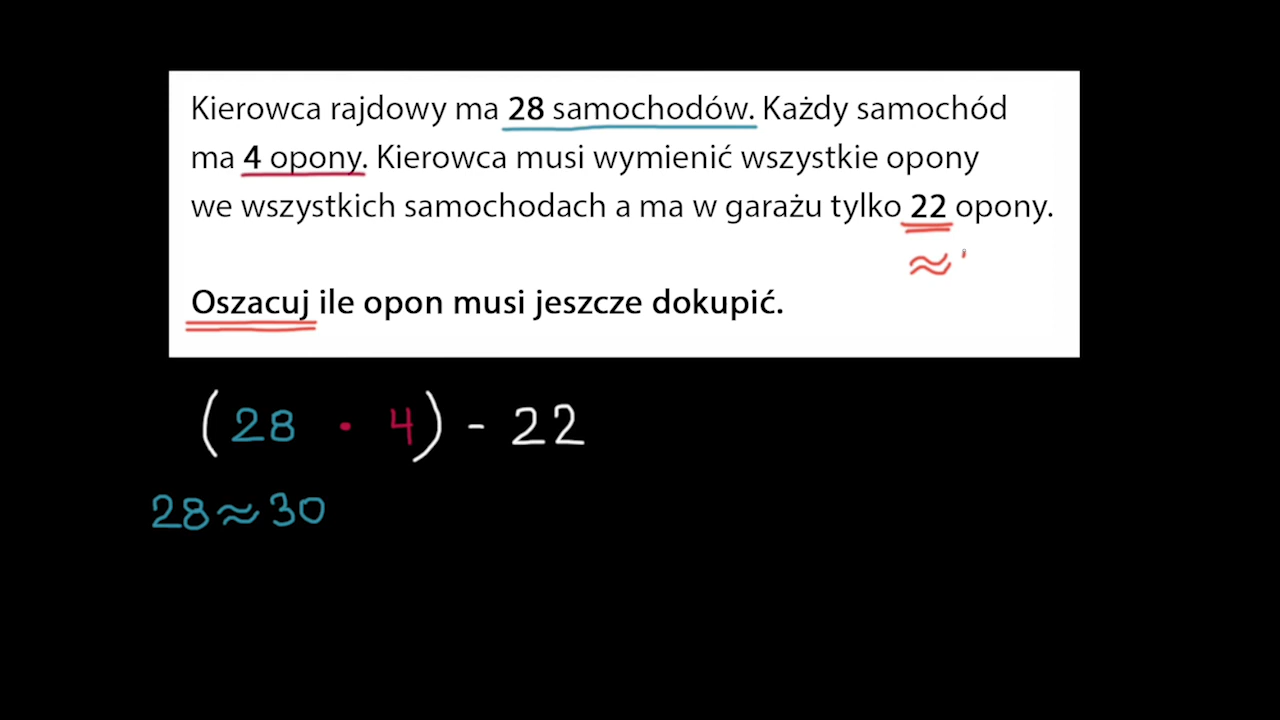 Kierowca rajdowy ma 28 samochodów. Każdy samochód
ma 4 opony. Kierowca musi wymienić wszystkie opony
we wszystkich samochodach a ma w garażu tylko 22 opony.
≈
Oszacuj ile opon musi jeszcze dokupić.
(28 · 4) - 22
28 ≈ 30